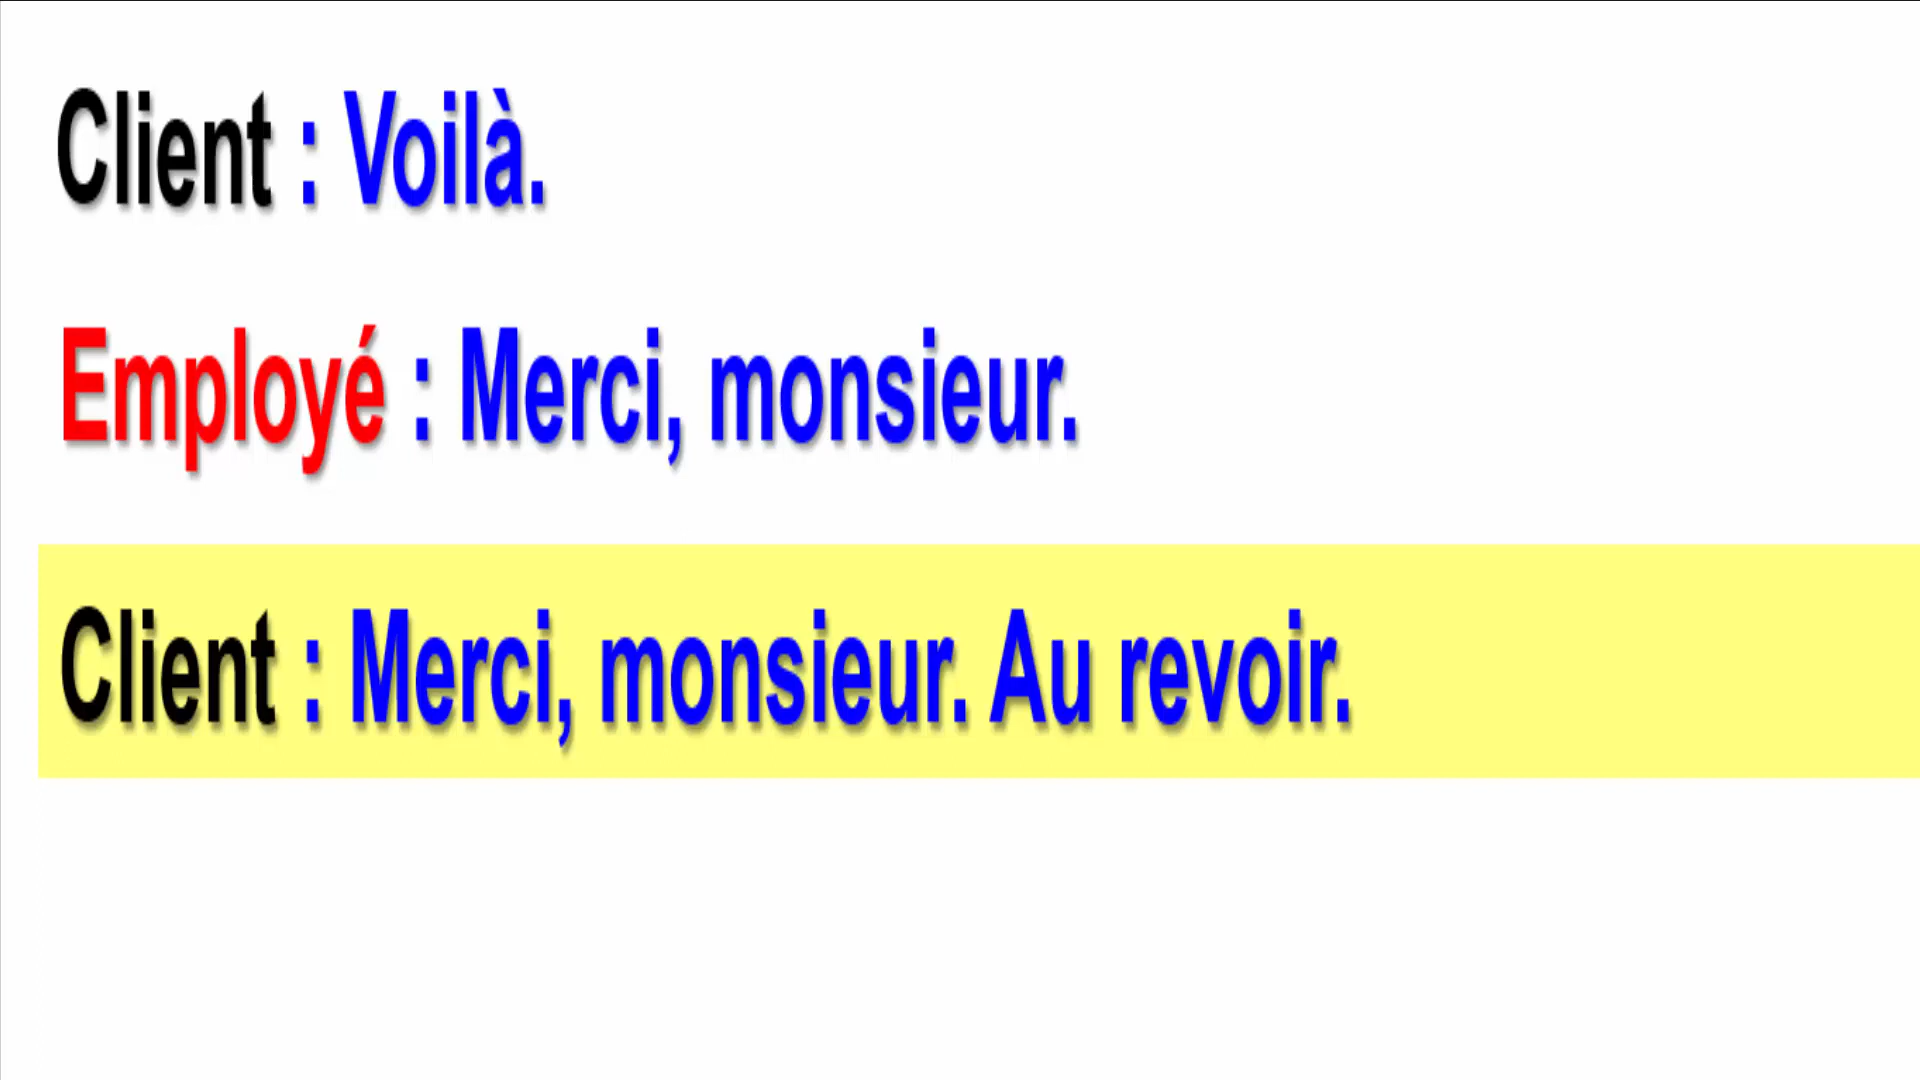 Client : Voilà.
Employé : Merci, monsieur.
Client : Merci, monsieur. Au revoir.